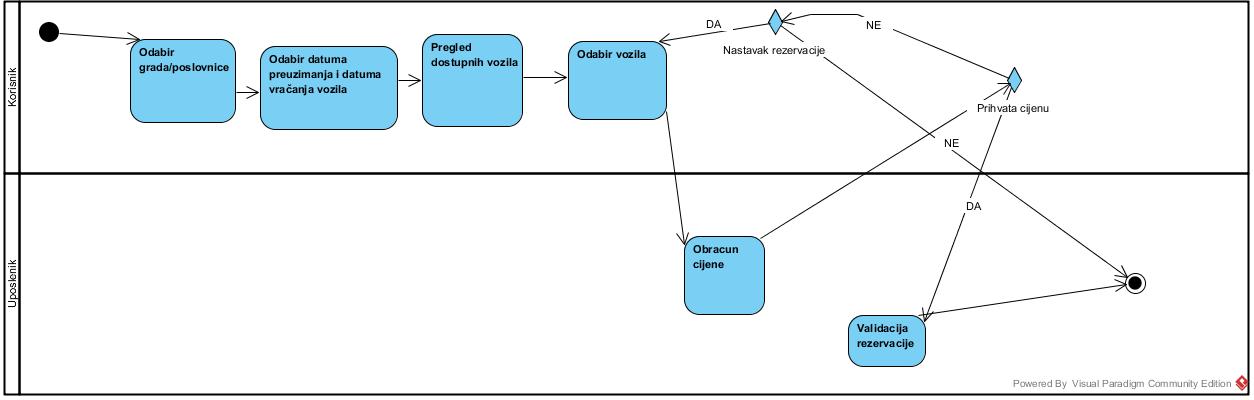 Korisnik
Odabir
grada/poslovnice
Odabir datuma
preuzimanja i datuma
vračanja vozila
Pregled
dostupnih vozila
Odabir vozila
DA
Nastavak rezervacije
NE
Prihvata cijenu
NE
DA
Uposlenik
Obracun
cijene
Validacija
rezervacije
Powered By Visual Paradigm Community Edition